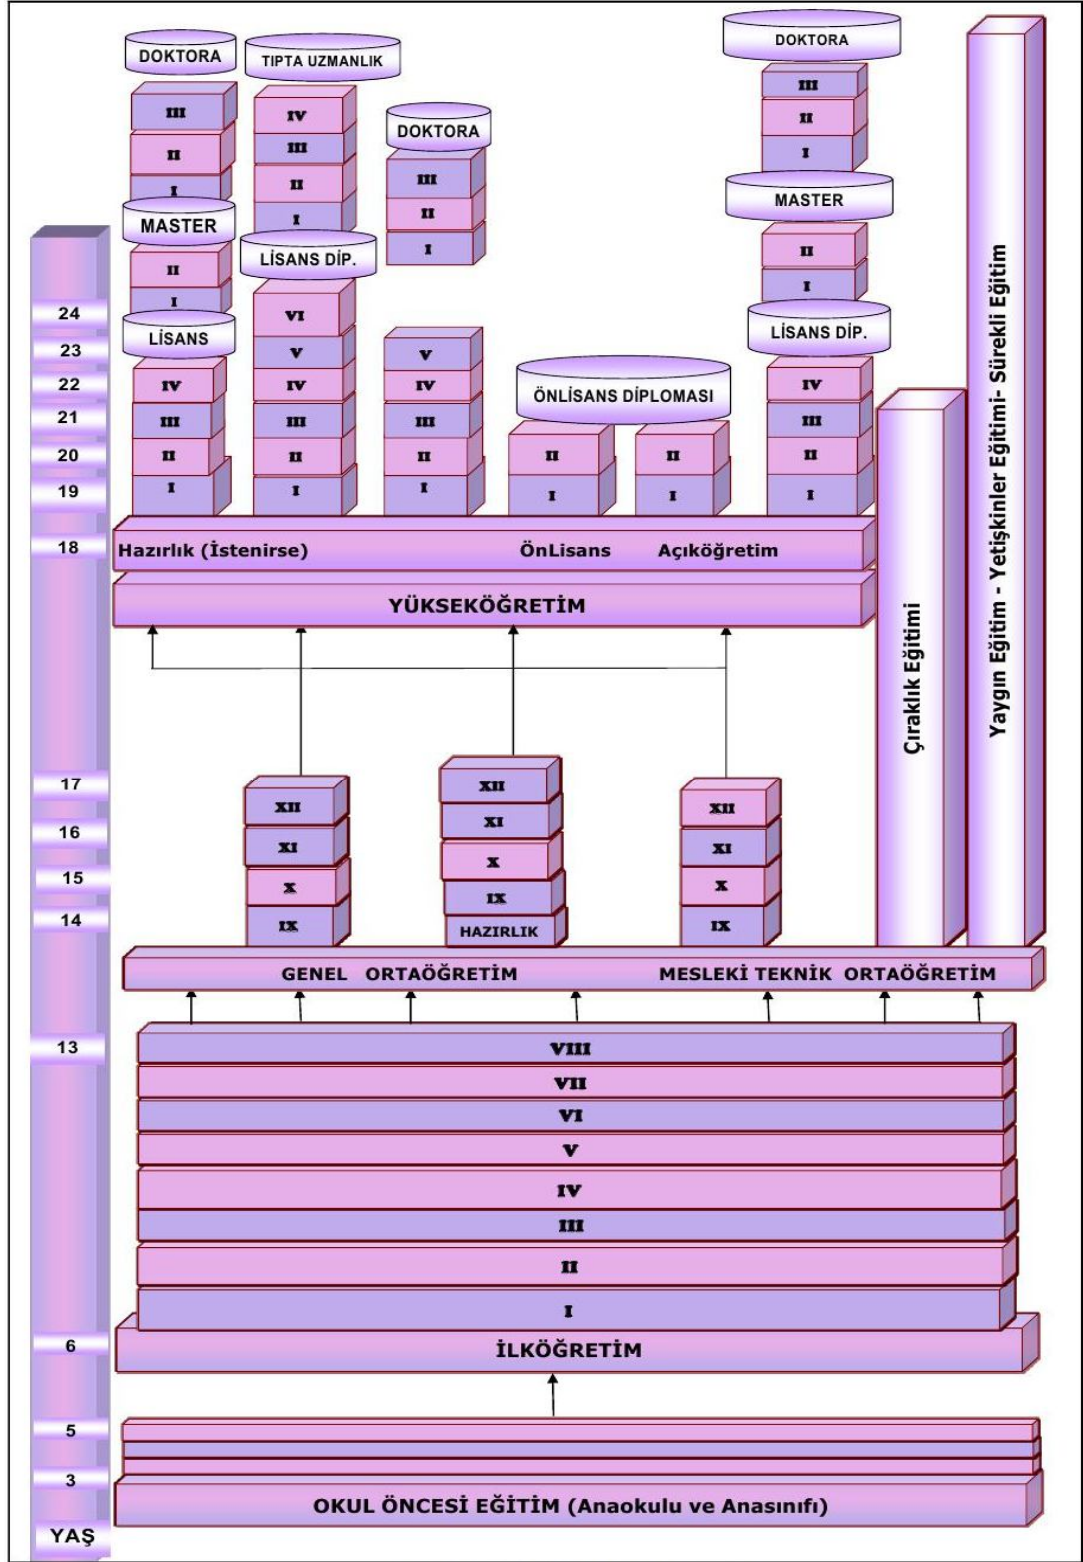 DOKTORA
TIPTA UZMANLIK
DOKTORA
DOKTORA
III
II
I
IV
III
II
I
III
II
I
III
II
I
MASTER
II
I
LİSANS DİP.
MASTER
II
I
LİSANS
IV
III
II
I
VI
V
IV
III
II
I
V
IV
III
II
I
ÖNLİSANS DİPLOMASI
II
I
II
I
LİSANS DİP.
IV
III
II
I
24
23
22
21
20
19
18
Hazırlık (İstenirse)
ÖnLisans
Açıköğretim
YÜKSEKÖĞRETİM
Çıraklık Eğitimi
Yaygın Eğitim - Yetişkinler Eğitimi- Sürekli Eğitim
17
16
15
14
XII
XI
X
IX
XII
XI
X
IX
HAZIRLIK
XII
XI
X
IX
GENEL ORTAÖĞRETİM
MESLEKİ TEKNİK ORTAÖĞRETİM
13
VIII
VII
VI
V
IV
III
II
I
6
İLKÖĞRETİM
5
3
OKUL ÖNCESİ EĞİTİM (Anaokulu ve Anasınıfı)
YAŞ